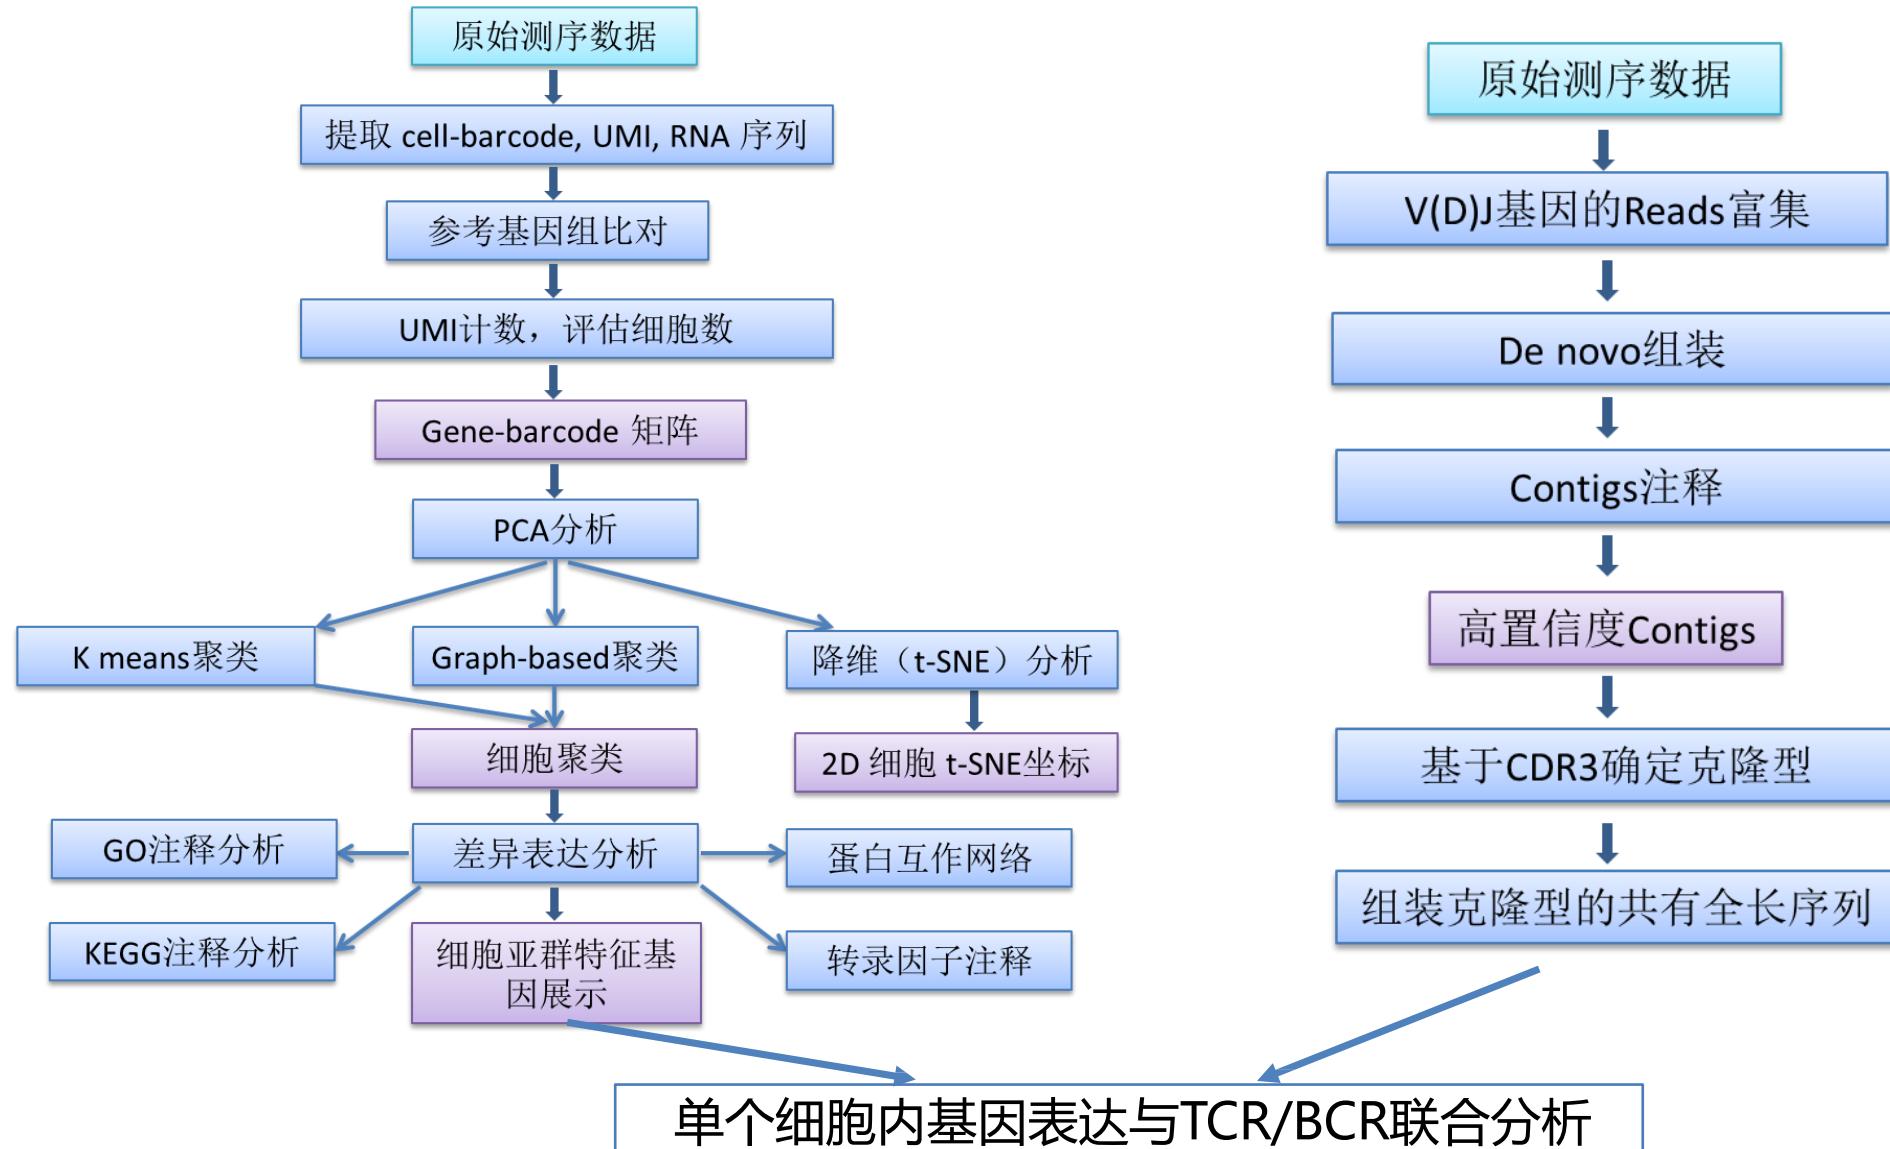 原始测序数据
提取 cell-barcode, UMI, RNA 序列
参考基因组比对
UMI计数，评估细胞数
Gene-barcode 矩阵
PCA分析
K means聚类
Graph-based聚类
降维（t-SNE）分析
细胞聚类
2D 细胞 t-SNE坐标
GO注释分析
差异表达分析
蛋白互作网络
KEGG注释分析
细胞亚群特征基
因展示
转录因子注释
原始测序数据
V(D)J基因的Reads富集
De novo组装
Contigs注释
高置信度Contigs
基于CDR3确定克隆型
组装克隆型的共有全长序列
单个细胞内基因表达与TCR/BCR联合分析